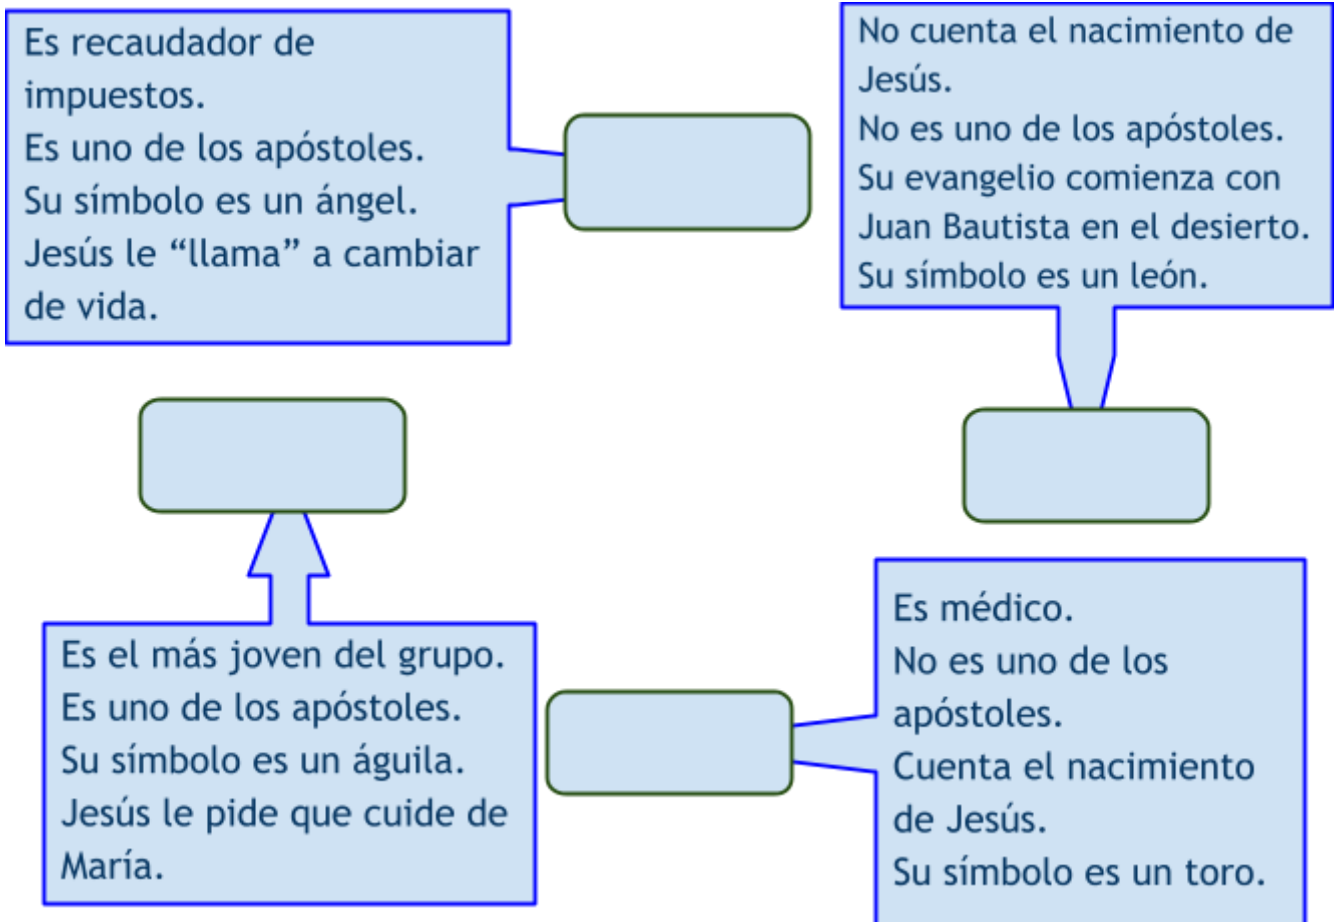 Es recaudador de
impuestos.
Es uno de los apóstoles.
Su símbolo es un ángel.
Jesús le “llama” a cambiar
de vida.
No cuenta el nacimiento de
Jesús.
No es uno de los apóstoles.
Su evangelio comienza con
Juan Bautista en el desierto.
Su símbolo es un león.
Es el más joven del grupo.
Es uno de los apóstoles.
Su símbolo es un águila.
Jesús le pide que cuide de
María.
Es médico.
No es uno de los
apóstoles.
Cuenta el nacimiento
de Jesús.
Su símbolo es un toro.